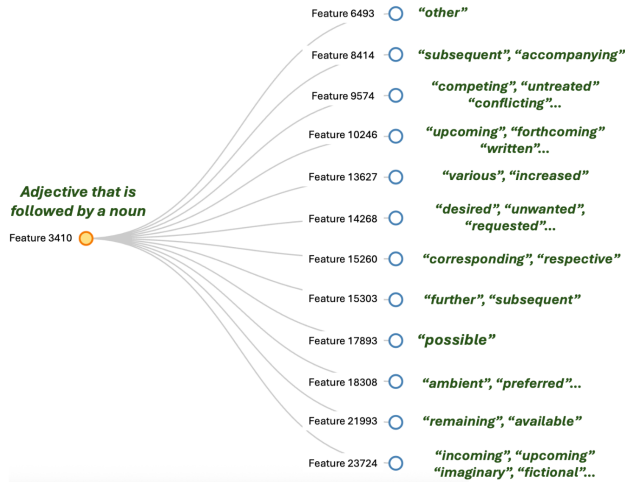 Feature 6493 “other”
Feature 8414 “subsequent”, “accompanying”
Feature 9574 “competing”, “untreated”
“conflicting”...
Feature 10246 “upcoming”, “forthcoming”
“written”...
Feature 13627 “various”, “increased”
Adjective that is
followed by a noun
Feature 3410
Feature 14268 “desired”, “unwanted”,
“requested”...
Feature 15260 “corresponding”, “respective”
Feature 15303 “further”, “subsequent”
Feature 17893 “possible”
Feature 18308 “ambient”, “preferred”...
Feature 21993 “remaining”, “available”
Feature 23724 “incoming”, “upcoming”
“imaginary”, “fictional”...